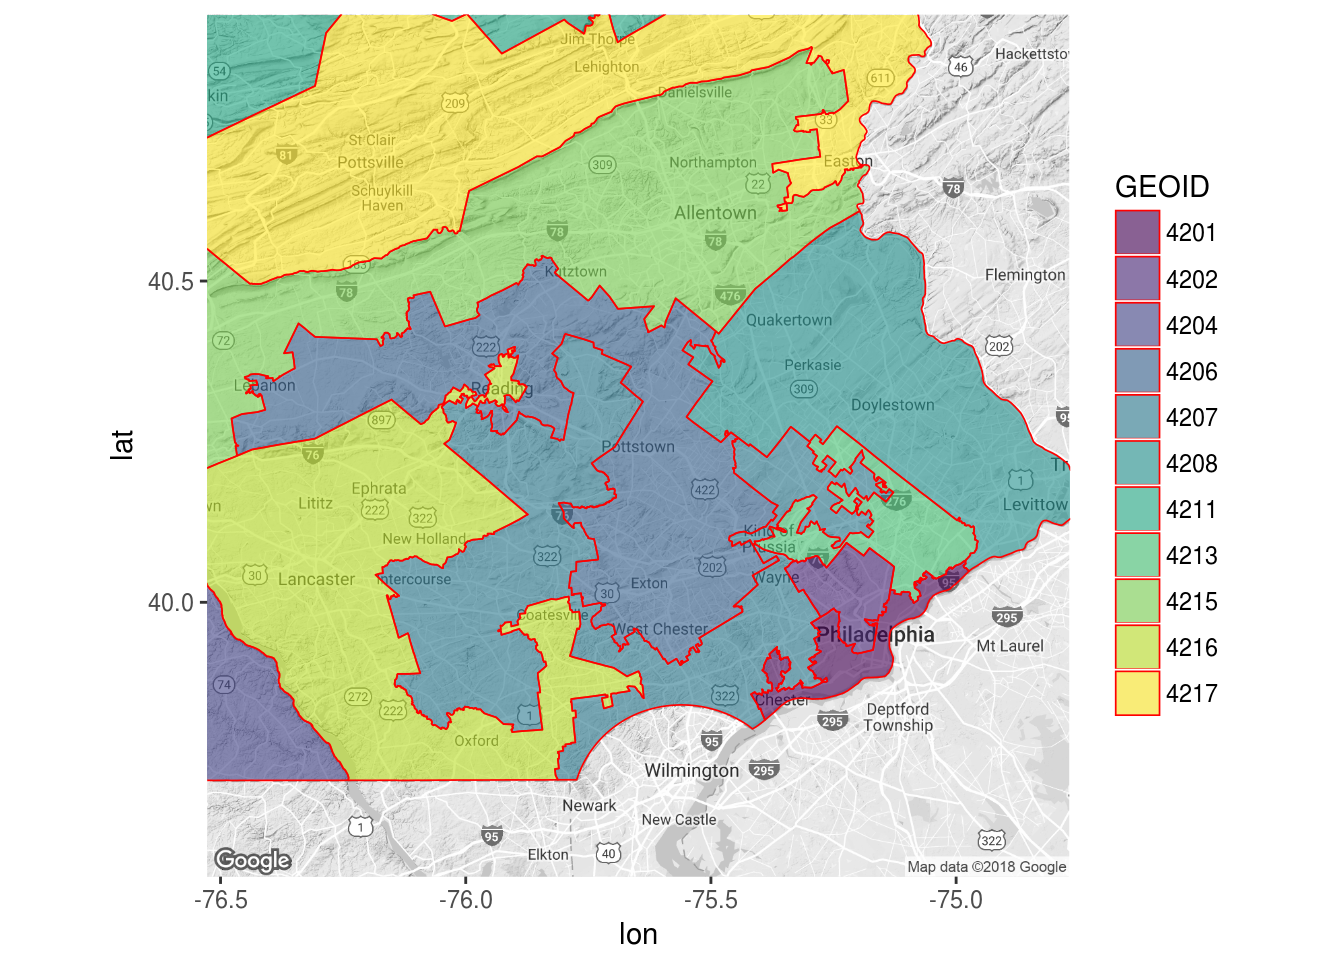 Jim Thorpe
Hackettsto
54
46
Lehighton
611
kin
209
Danielsville
33
St Clair
81
Pottsville
309
Northampton
Easton
22
78
Schuylkill
Haven
Allentown
78
78
183
Kutztown
Flemington
78
476
40.5
72
222
Quakertown
202
Perkasie
Lebanon
Reading
309
Doylestown
897
76
Pottstown
422
Ephrata
Lititz
222
322
276
1
Levittow
wn
76
New Holland
King of
Prussia
322
202
30
Lancaster
Intercourse
Exton
Wayne
95
30
40.0
Coatesville
West Chester
Philadelphia
295
Mt Laurel
74
272
222
322
Chester
1
Deptford
Township
295
Oxford
95
Wilmington
295
Newark
New Castle
1
95
322
Elkton
40
Google
Map data ©2018 Google
-76.5
-76.0
-75.5
-75.0
lon
lat
GEOID
4201
4202
4204
4206
4207
4208
4211
4213
4215
4216
4217